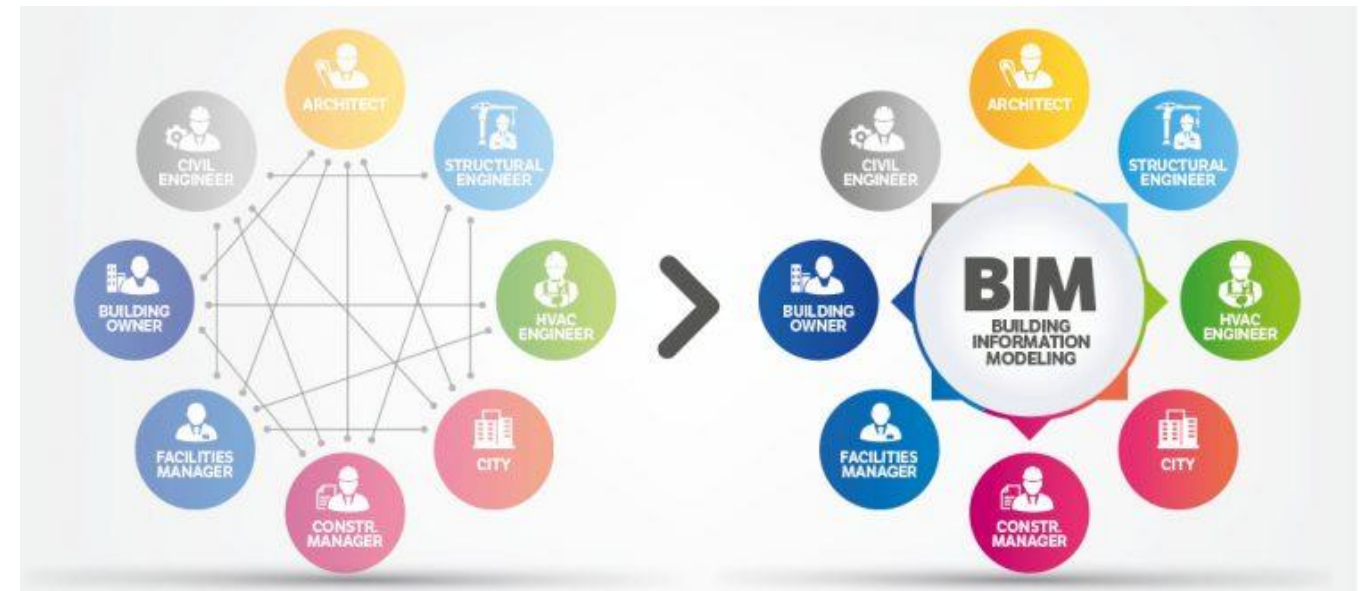 ARCHITECT
CIVIL
ENGINEER
STRUCTURAL
ENGINEER
BUILDING
OWNER
HVAC
ENGINEER
FACILITIES
MANAGER
CITY
CONSTR.
MANAGER
ARCHITECT
CIVIL
ENGINEER
STRUCTURAL
ENGINEER
BUILDING
OWNER
BIM
BUILDING
INFORMATION
MODELING
HVAC
ENGINEER
FACILITIES
MANAGER
CITY
CONSTR.
MANAGER